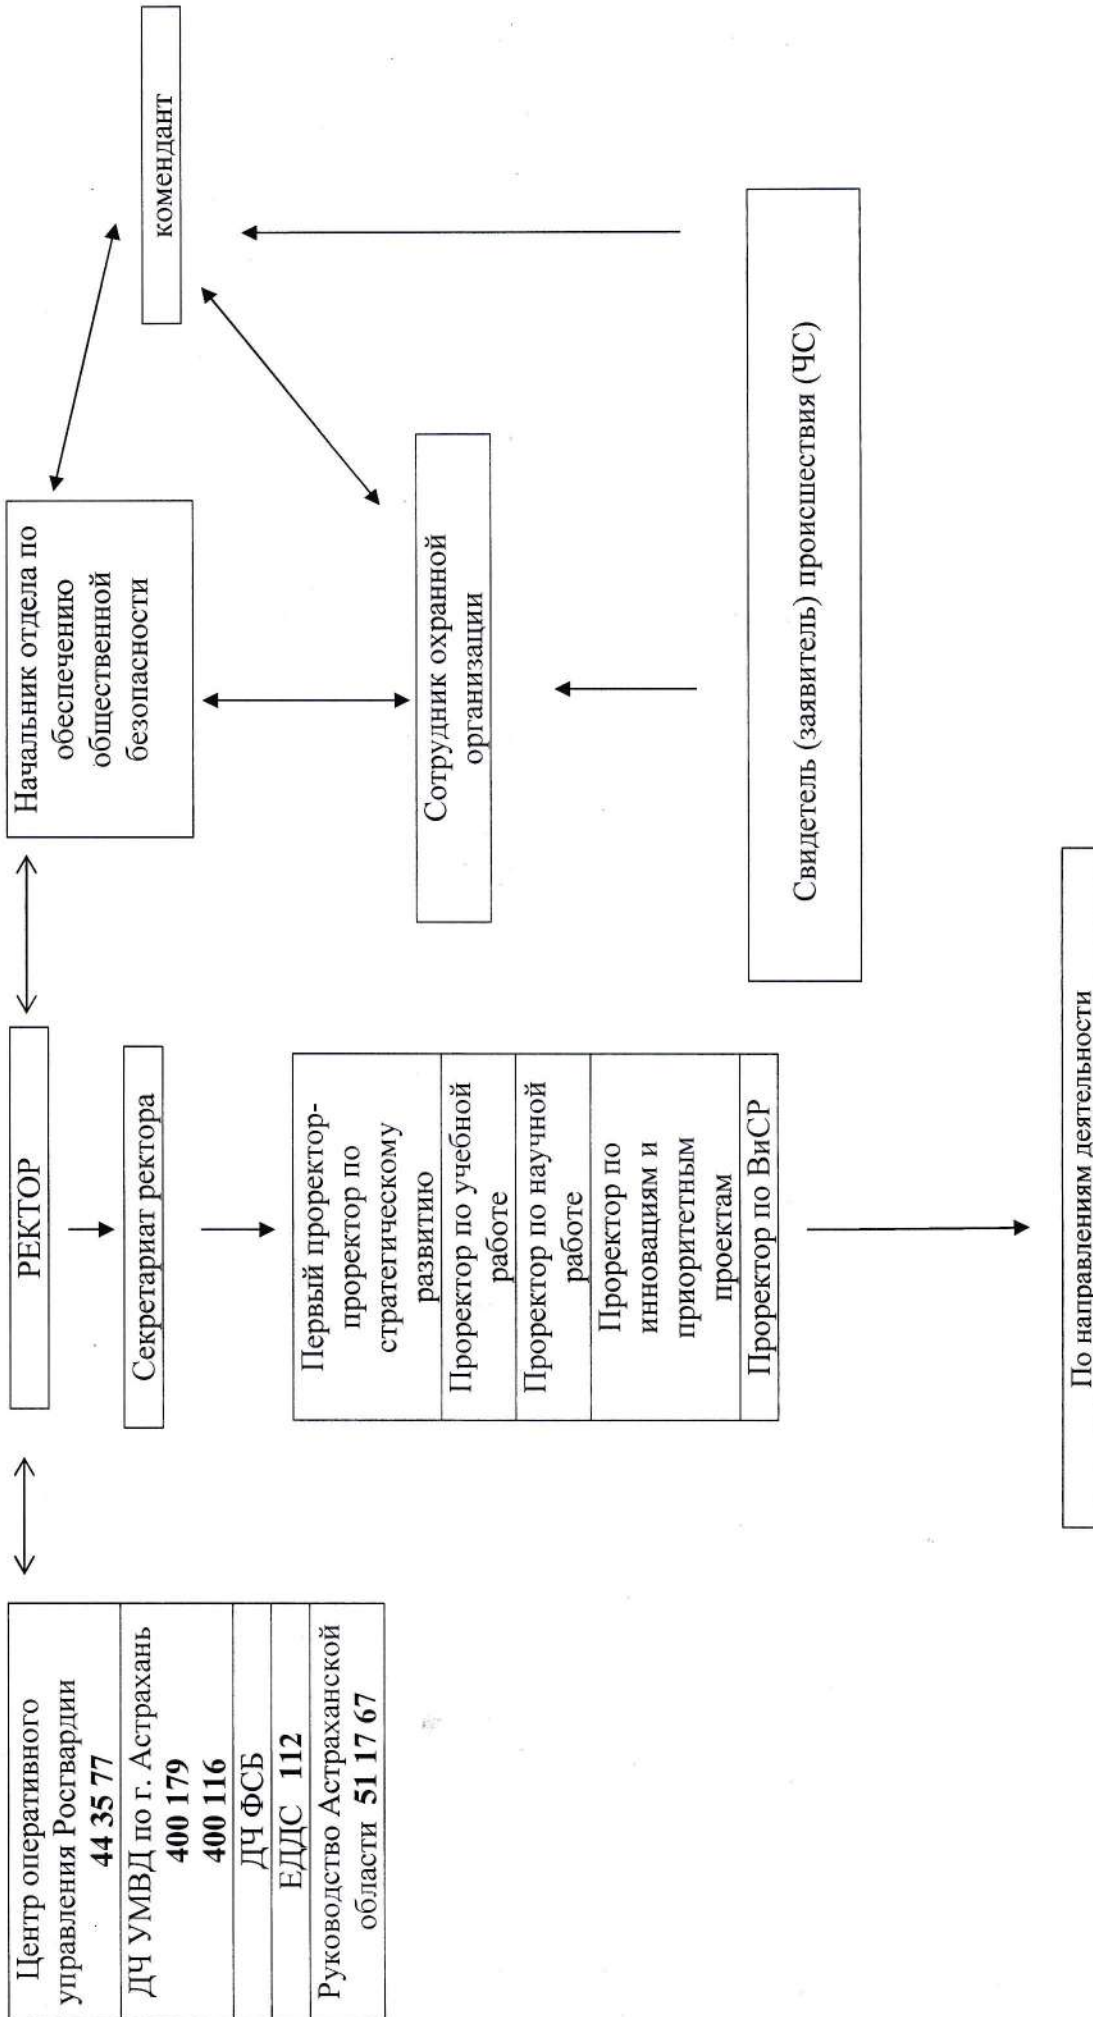 Центр оперативного
управления Росгвардии
44 35 77
ДЧ УМВД по г. Астрахань
400 179
400 116
ДЧ ФСБ
ЕДДС 112
Руководство Астраханской
области 51 17 67
РЕКТОР
Секретариат ректора
Первый проректор-
проректор по
стратегическому
развитию
Проректор по учебной
работе
Проректор по научной
работе
Проректор по
инновациям и
приоритетным
проектам
Проректор по ВиСР
По направлениям деятельности
Начальник отдела по
обеспечению
общественной
безопасности
Сотрудник охранной
организации
комендант
Свидетель (заявитель) происшествия (ЧС)